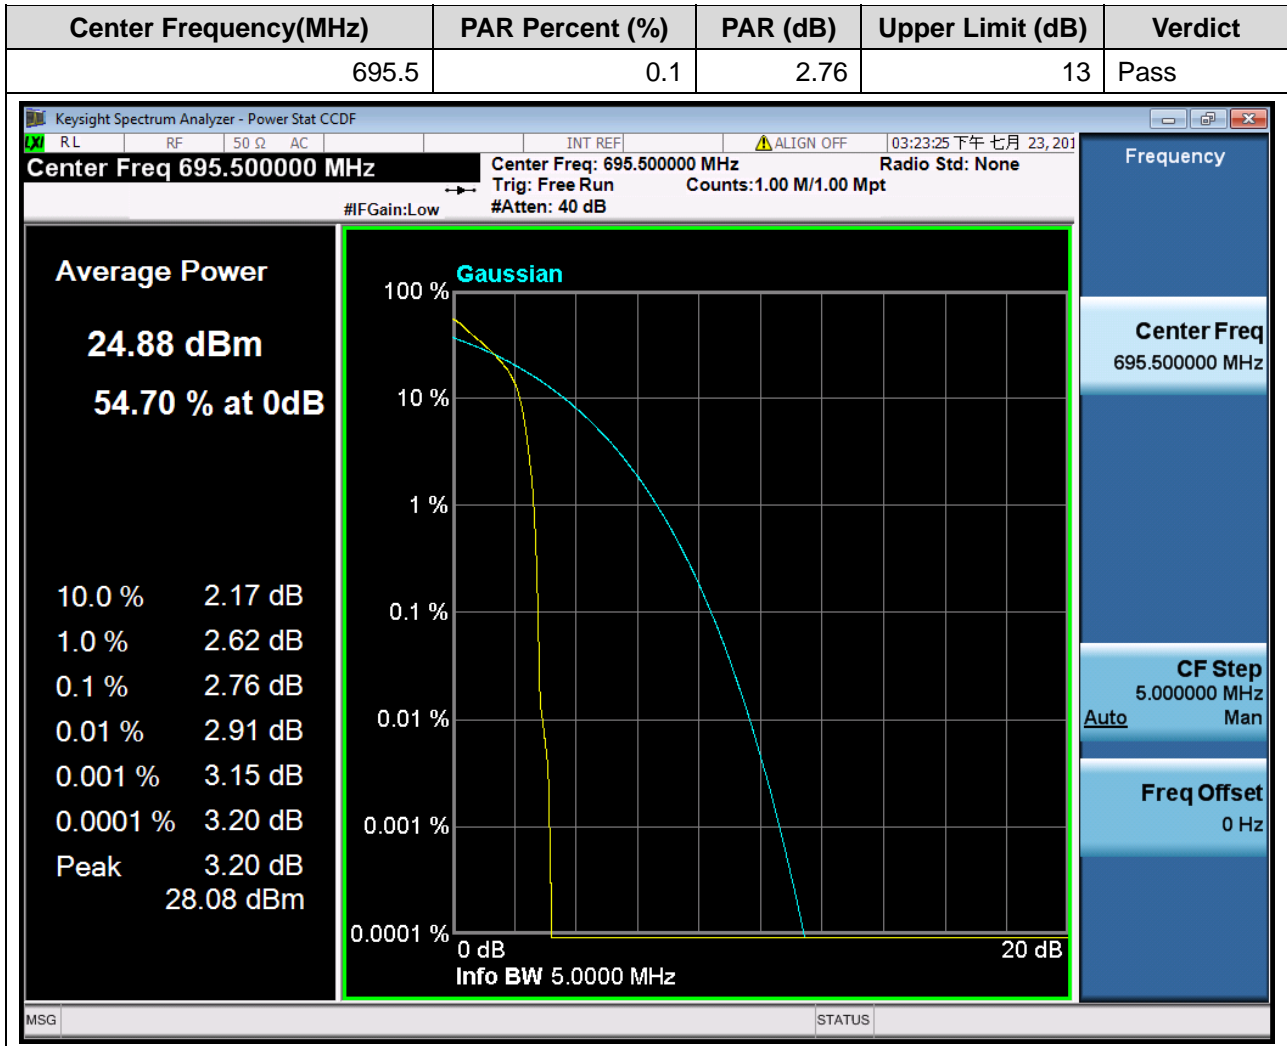 Center Frequency(MHz) PAR Percent (%) PAR (dB) Upper Limit (dB) Verdict
695.5 0.1 2.76 13 Pass
Keysight Spectrum Analyzer - Power Stat CCDF
LXI RL RF 50 Ω AC INT REF ⚠ALIGN OFF 03:23:25 下午 七月 23, 201
Center Freq 695.500000 MHz
Center Freq: 695.500000 MHz Radio Std: None
Trig: Free Run Counts:1.00 M/1.00 Mpt
#IFGain:Low #Atten: 40 dB
Average Power
24.88 dBm
54.70 % at 0dB
10.0 % 2.17 dB
1.0 % 2.62 dB
0.1 % 2.76 dB
0.01 % 2.91 dB
0.001 % 3.15 dB
0.0001 % 3.20 dB
Peak 3.20 dB
28.08 dBm
Gaussian
100 %
10 %
1 %
0.1 %
0.01 %
0.001 %
0.0001 %
0 dB 20 dB
Info BW 5.0000 MHz
Frequency
Center Freq
695.500000 MHz
CF Step
5.000000 MHz
Auto Man
Freq Offset
0 Hz
MSG STATUS